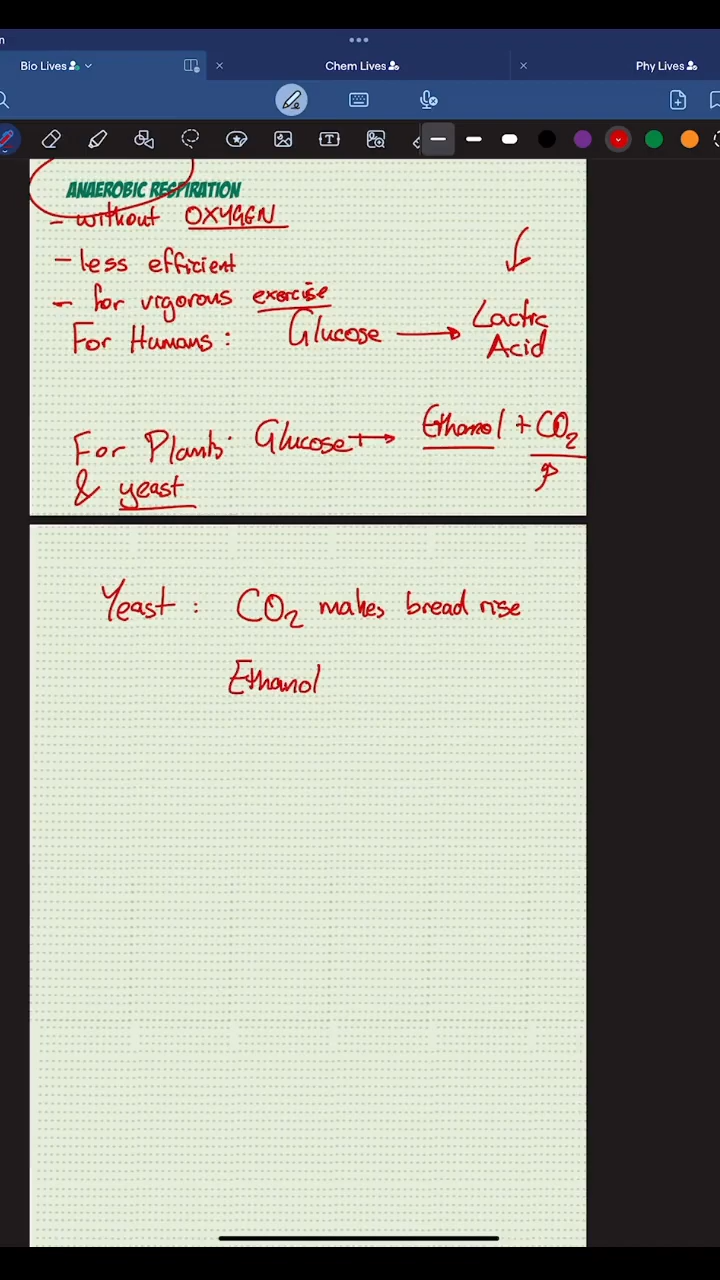 n
Bio Lives
Chem Lives
Phy Lives
T
ANAEROBIC RESPIRATION
- without OXYGEN
- less efficient
- for vigorous exercise
For Humans: Glucose → Lactic
Acid
For Plants: Glucose → Ethanol + CO₂
& yeast
Yeast : CO₂ makes bread rise
Ethanol